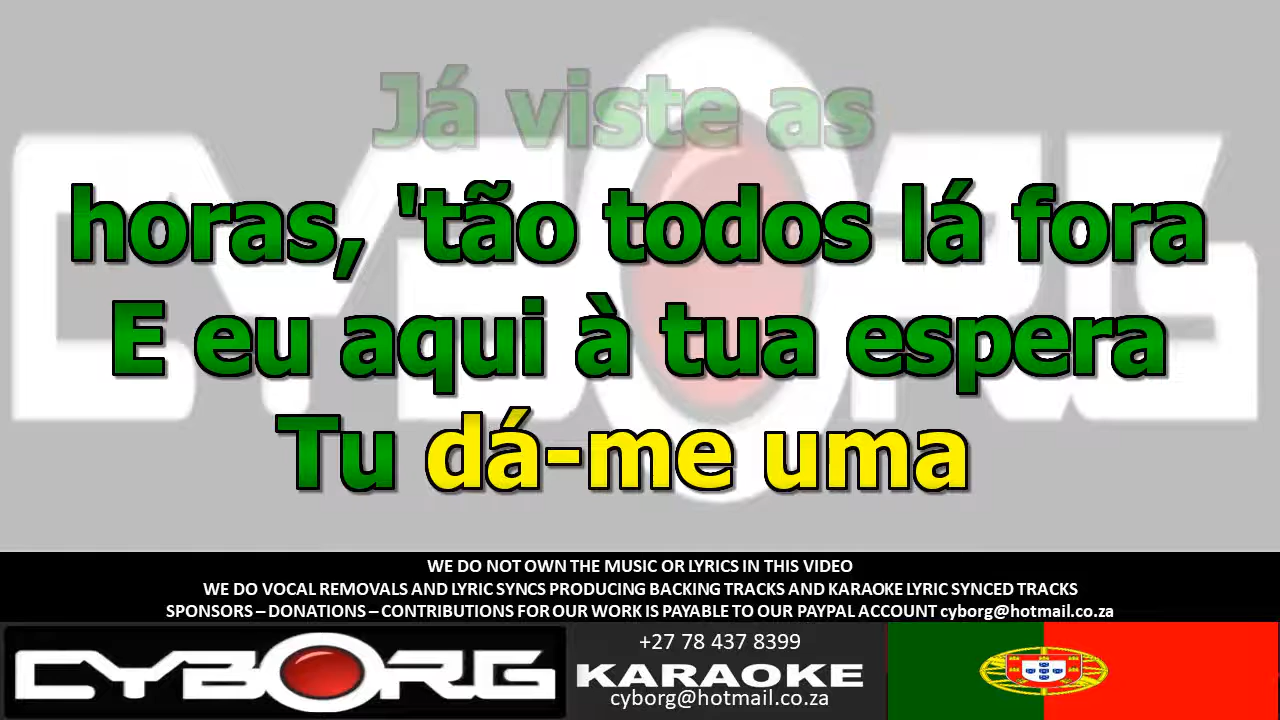 Já viste as
horas, 'tão todos lá fora
E eu aqui à tua espera
Tu dá-me uma
WE DO NOT OWN THE MUSIC OR LYRICS IN THIS VIDEO
WE DO VOCAL REMOVALS AND LYRIC SYNCS PRODUCING BACKING TRACKS AND KARAOKE LYRIC SYNCED TRACKS
SPONSORS – DONATIONS – CONTRIBUTIONS FOR OUR WORK IS PAYABLE TO OUR PAYPAL ACCOUNT cyborg@hotmail.co.za
CYBORG
+27 78 437 8399
KARAOKE
cyborg@hotmail.co.za